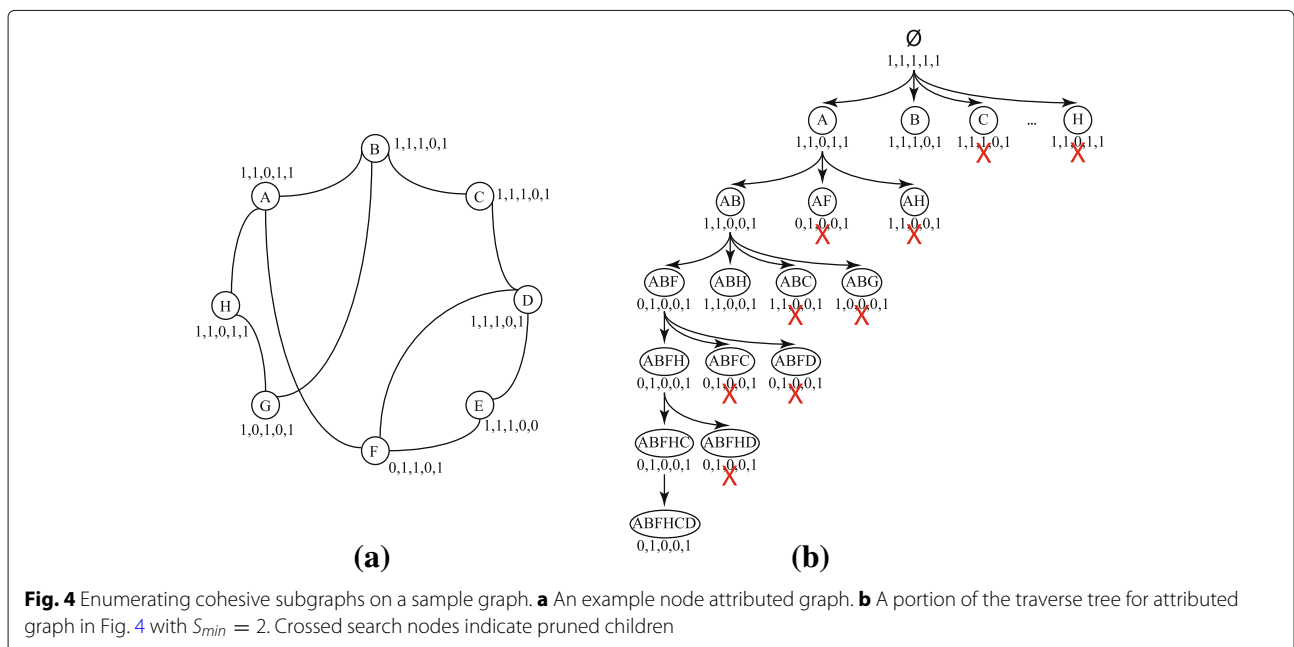 B
1,1,1,0,1
1,1,0,1,1
A
C
1,1,1,0,1
H
1,1,0,1,1
D
1,1,1,0,1
G
1,0,1,0,1
E
1,1,1,0,0
F
0,1,1,0,1
(a)
Ø
1,1,1,1,1
A B C ... H
1,1,0,1,1 1,1,1,0,1 1,1,1,0,1 1,1,0,1,1
X X
AB AF AH
1,1,0,0,1 0,1,0,0,1 1,1,0,0,1
X X
ABF ABH ABC ABG
0,1,0,0,1 1,1,0,0,1 1,1,0,0,1 1,0,0,0,1
X X
ABFH ABFC ABFD
0,1,0,0,1 0,1,0,0,1 0,1,0,0,1
X X
ABFHC ABFHD
0,1,0,0,1 0,1,0,0,1
X
ABFHCD
0,1,0,0,1
(b)
Fig. 4 Enumerating cohesive subgraphs on a sample graph. a An example node attributed graph. b A portion of the traverse tree for attributed
graph in Fig. 4 with Smin = 2. Crossed search nodes indicate pruned children